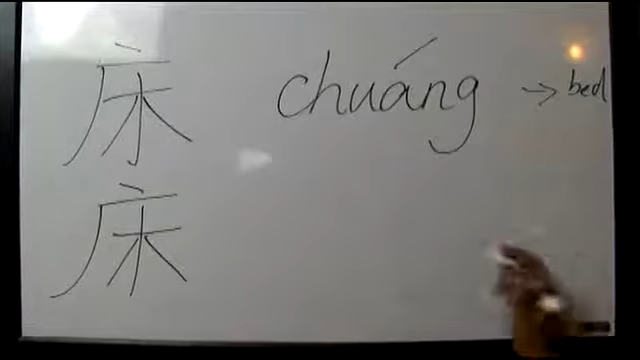 床 chuáng → bed
床